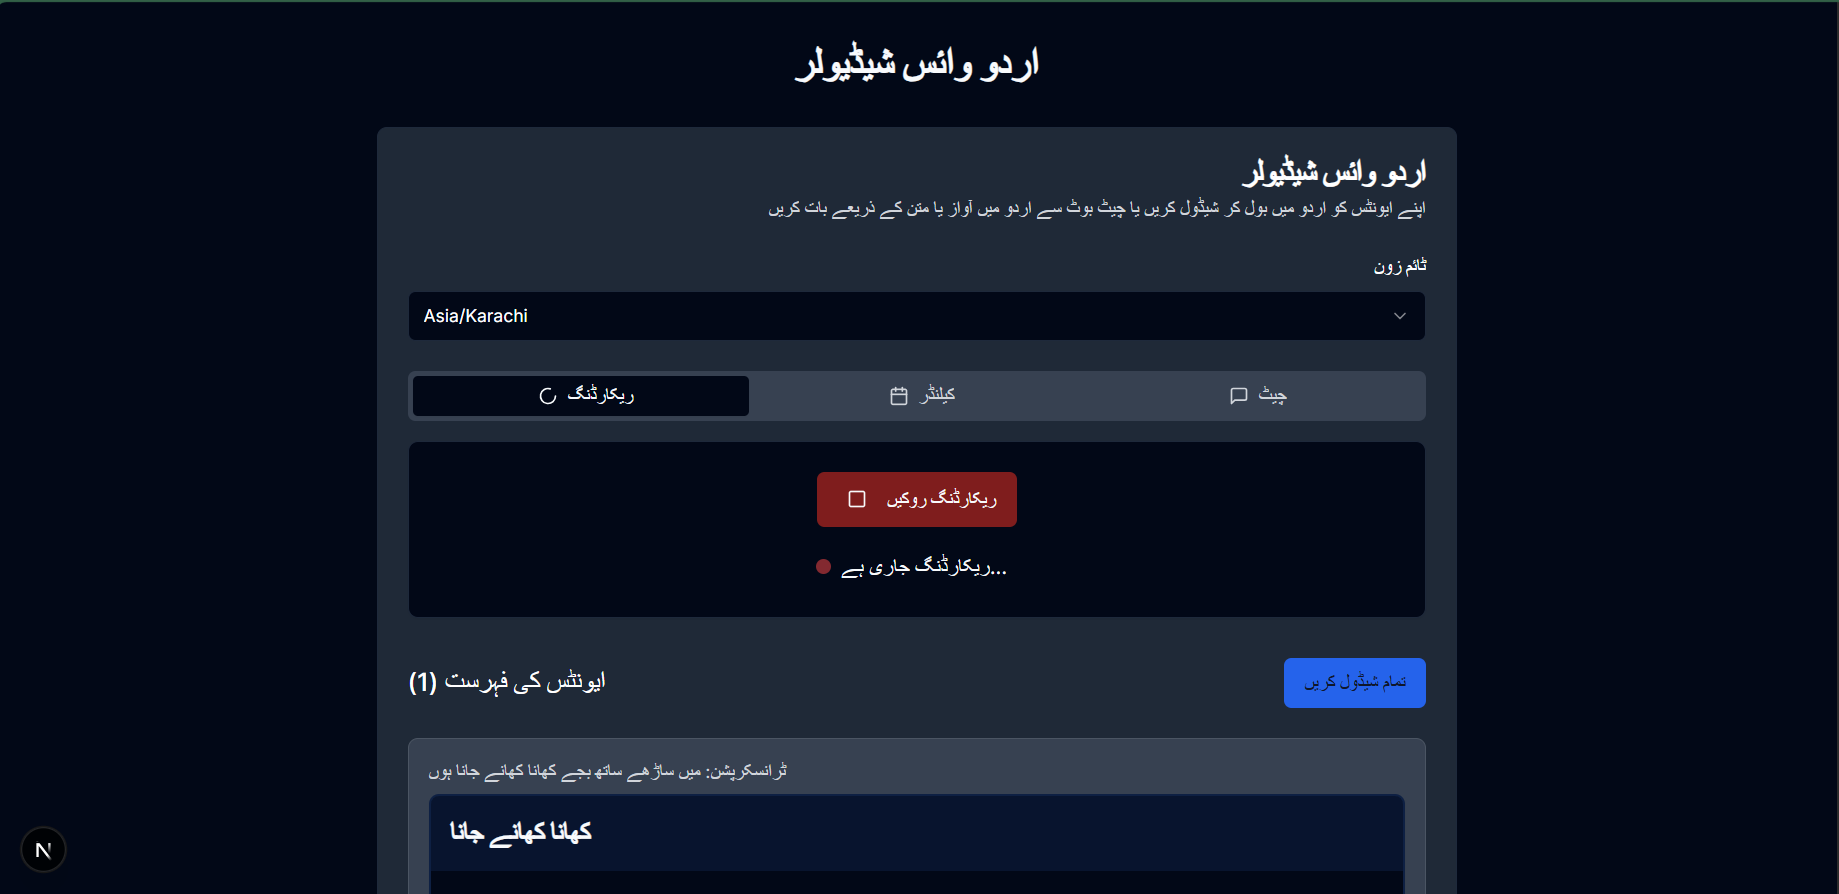 اردو وائس شیڈیولر
اردو وائس شیڈیولر
اپنے ایونٹس کو اردو میں بول کر شیڈول کریں یا چیٹ بوٹ سے اردو میں آواز یا متن کے ذریعے بات کریں
ٹائم زون
Asia/Karachi
ریکارڈنگ
کیلنڈر
چیٹ
ریکارڈنگ روکیں
ریکارڈنگ جاری ہے...
ایونٹس کی فہرست (1)
تمام شیڈول کریں
ٹرانسکرپشن: میں ساڑھے ساتھ بجے کھانا کھانے جانا ہوں
کھانا کھانے جانا
N